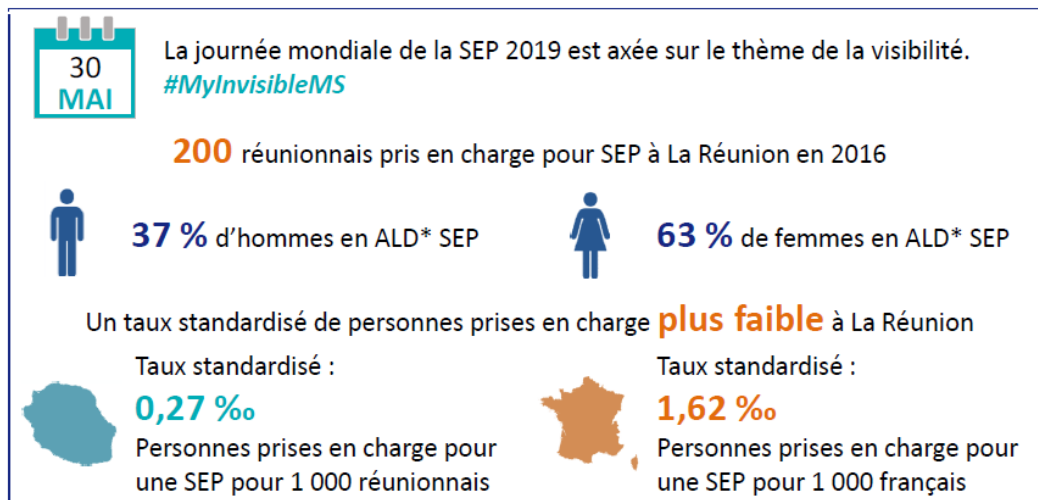 30
MAI
La journée mondiale de la SEP 2019 est axée sur le thème de la visibilité.
#MyInvisibleMS
200 réunionnais pris en charge pour SEP à La Réunion en 2016
37 % d'hommes en ALD* SEP
63 % de femmes en ALD* SEP
Un taux standardisé de personnes prises en charge plus faible à La Réunion
Taux standardisé :
0,27 ‰
Personnes prises en charge pour
une SEP pour 1 000 réunionnais
Taux standardisé :
1,62 ‰
Personnes prises en charge pour
une SEP pour 1 000 français